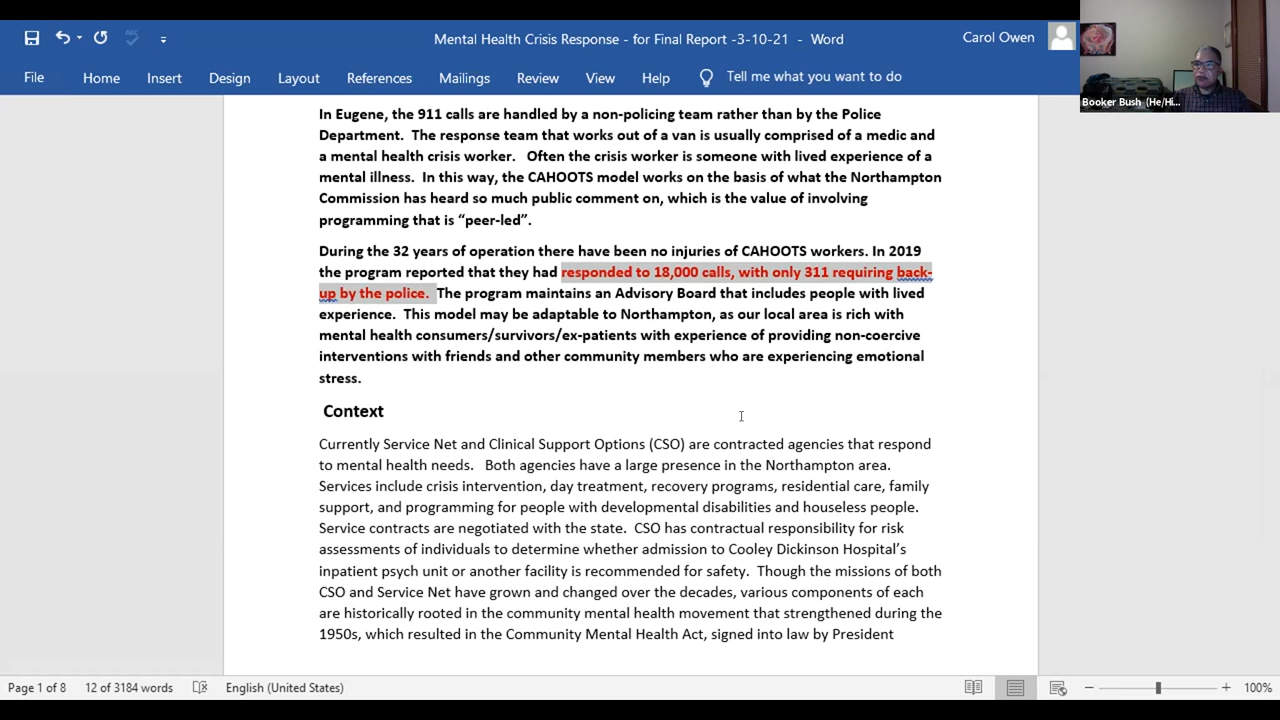 Mental Health Crisis Response - for Final Report -3-10-21 - Word
Carol Owen
File Home Insert Design Layout References Mailings Review View Help Tell me what you want to do
Booker Bush (He/Hi...
In Eugene, the 911 calls are handled by a non-policing team rather than by the Police
Department. The response team that works out of a van is usually comprised of a medic and
a mental health crisis worker. Often the crisis worker is someone with lived experience of a
mental illness. In this way, the CAHOOTS model works on the basis of what the Northampton
Commission has heard so much public comment on, which is the value of involving
programming that is “peer-led”.
During the 32 years of operation there have been no injuries of CAHOOTS workers. In 2019
the program reported that they had responded to 18,000 calls, with only 311 requiring back-
up by the police. The program maintains an Advisory Board that includes people with lived
experience. This model may be adaptable to Northampton, as our local area is rich with
mental health consumers/survivors/ex-patients with experience of providing non-coercive
interventions with friends and other community members who are experiencing emotional
stress.
Context
Currently Service Net and Clinical Support Options (CSO) are contracted agencies that respond
to mental health needs. Both agencies have a large presence in the Northampton area.
Services include crisis intervention, day treatment, recovery programs, residential care, family
support, and programming for people with developmental disabilities and houseless people.
Service contracts are negotiated with the state. CSO has contractual responsibility for risk
assessments of individuals to determine whether admission to Cooley Dickinson Hospital’s
inpatient psych unit or another facility is recommended for safety. Though the missions of both
CSO and Service Net have grown and changed over the decades, various components of each
are historically rooted in the community mental health movement that strengthened during the
1950s, which resulted in the Community Mental Health Act, signed into law by President
Page 1 of 8 12 of 3184 words English (United States) 100%